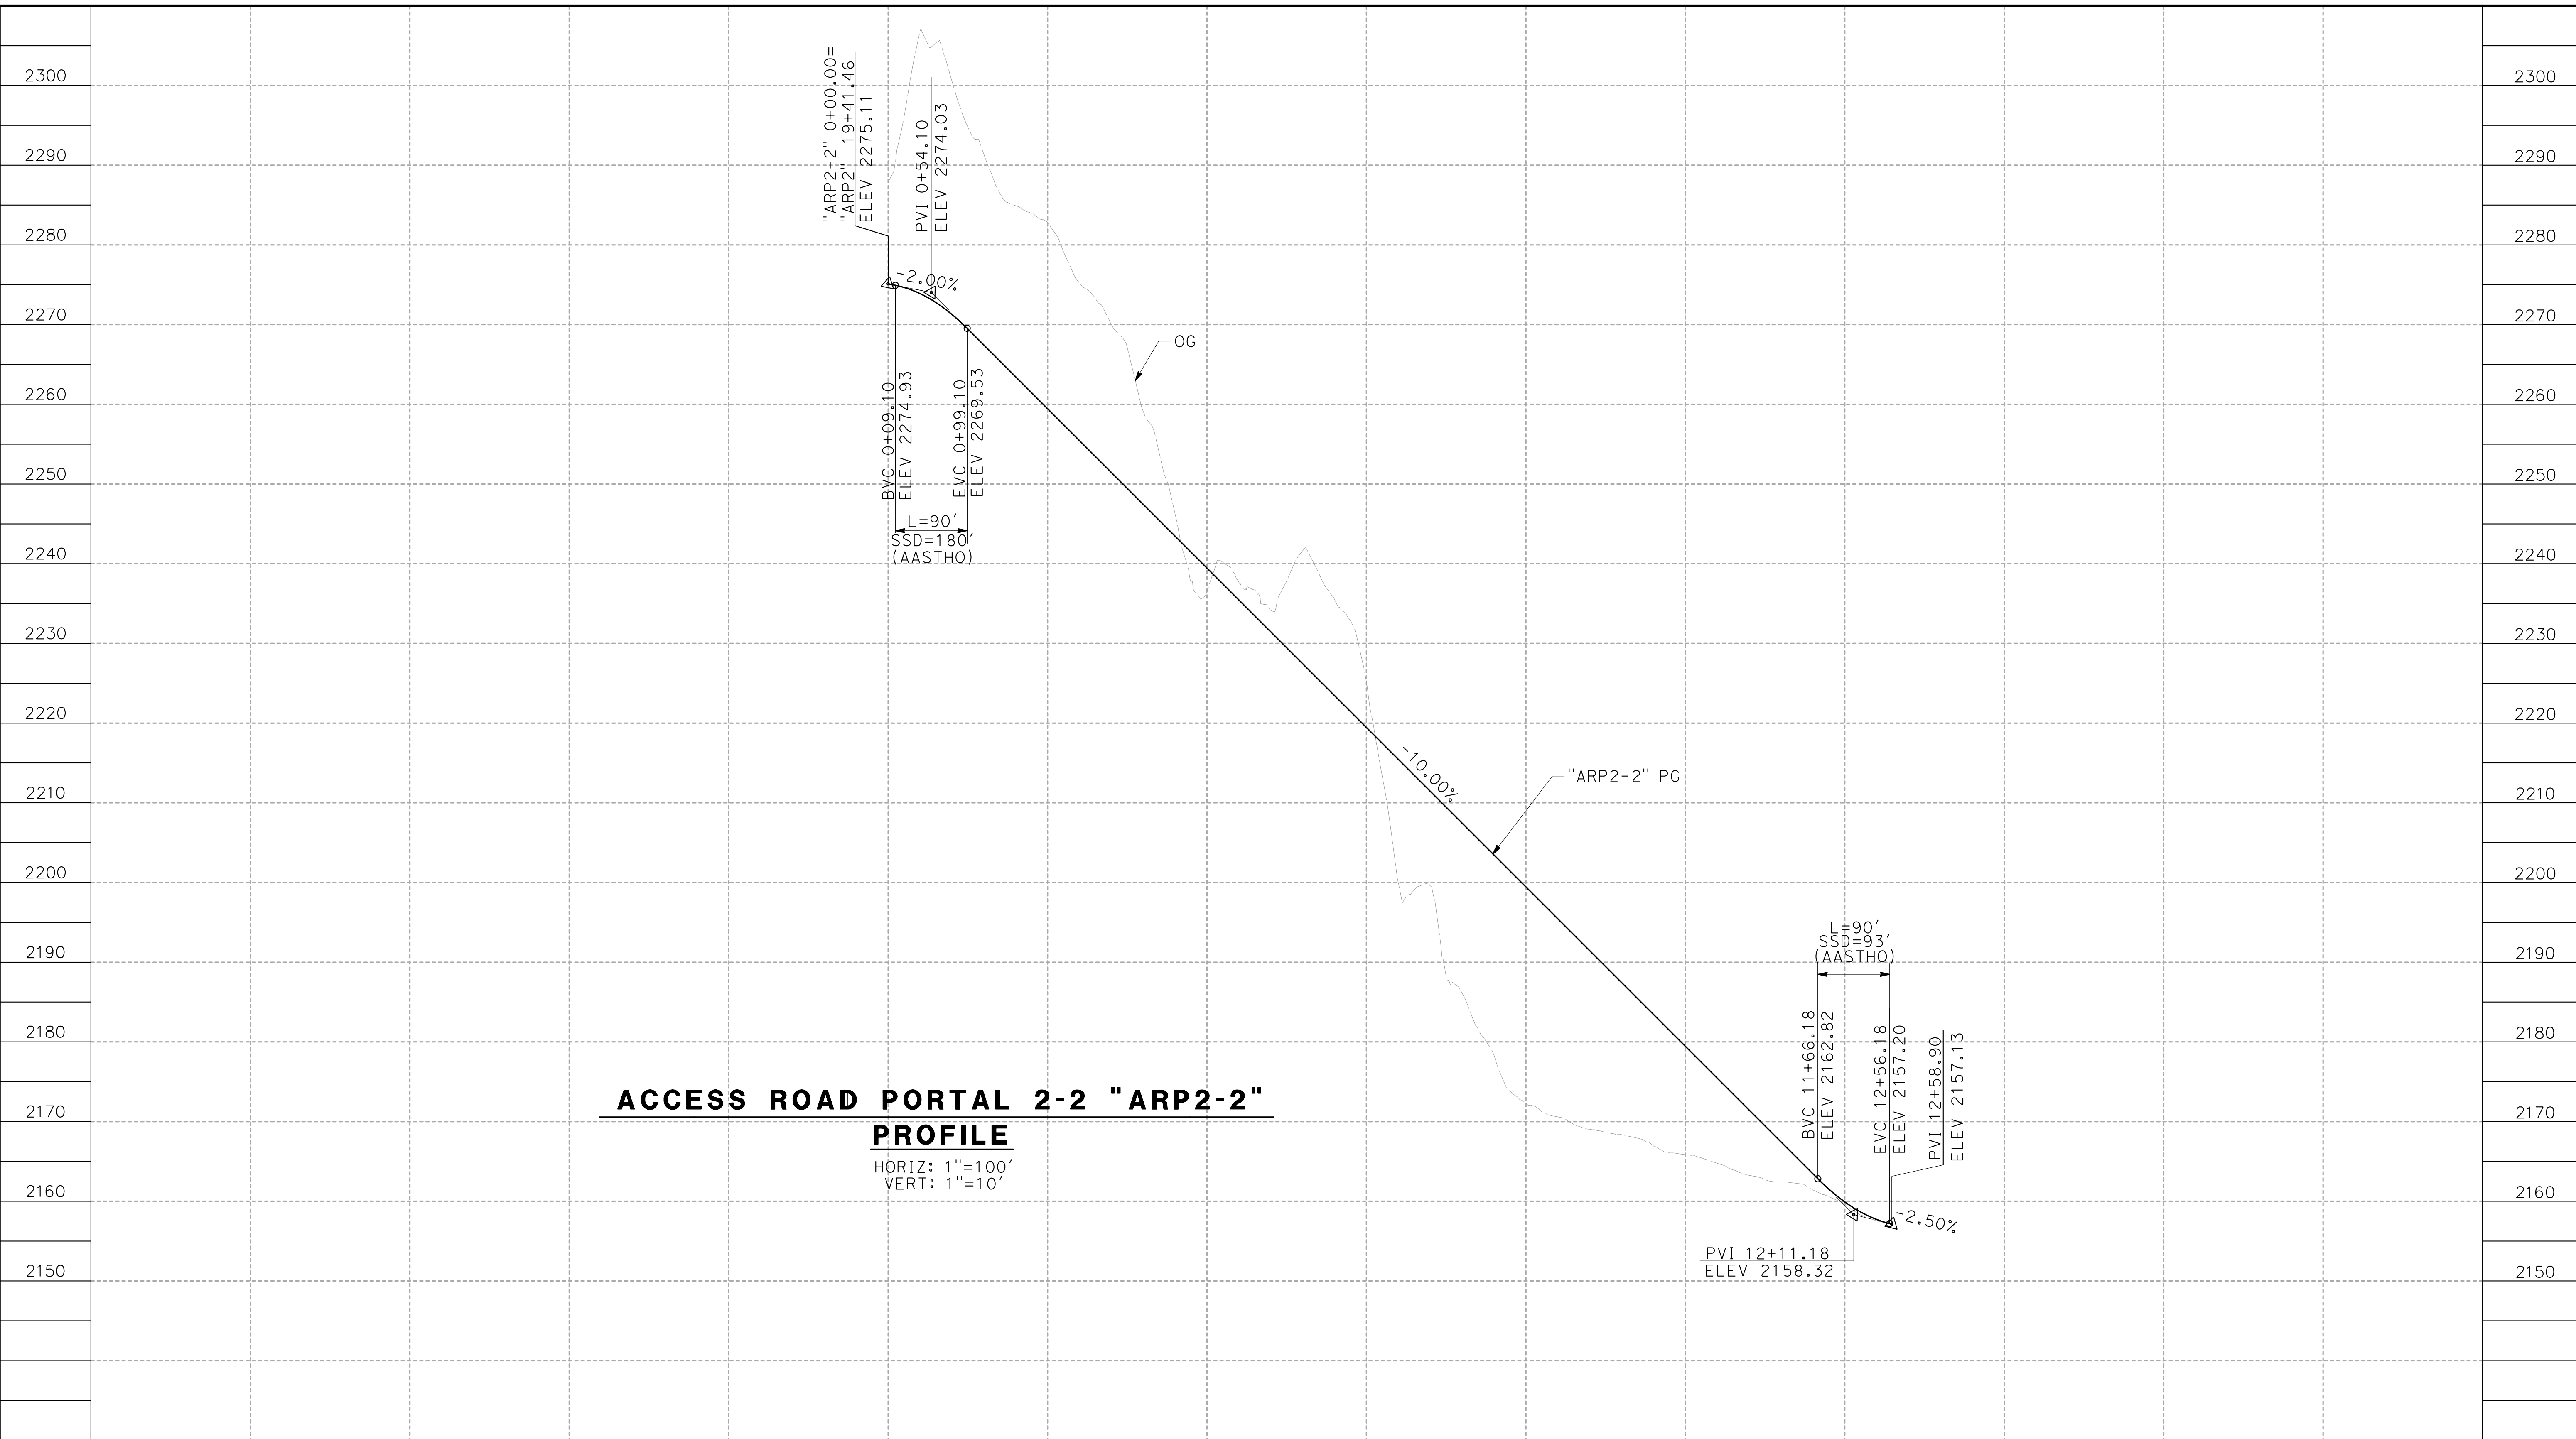 2300
2290
2280
2270
2260
2250
2240
2230
2220
2210
2200
2190
2180
2170
2160
2150
"ARP2-2" 0+00.00=
"ARP2" 19+41.46
ELEV 2275.11
PVI 0+54.10
ELEV 2274.03
-2.00%
BVC 0+09.10
ELEV 2274.93
EVC 0+99.10
ELEV 2269.53
L=90'
SSD=180'
(AASTHO)
OG
-10.00%
"ARP2-2" PG
L=90'
SSD=93'
(AASTHO)
BVC 11+66.18
ELEV 2162.82
EVC 12+56.18
ELEV 2157.20
PVI 12+58.90
ELEV 2157.13
-2.50%
PVI 12+11.18
ELEV 2158.32
ACCESS ROAD PORTAL 2-2 "ARP2-2"
PROFILE
HORIZ: 1"=100'
VERT: 1"=10'
2300
2290
2280
2270
2260
2250
2240
2230
2220
2210
2200
2190
2180
2170
2160
2150